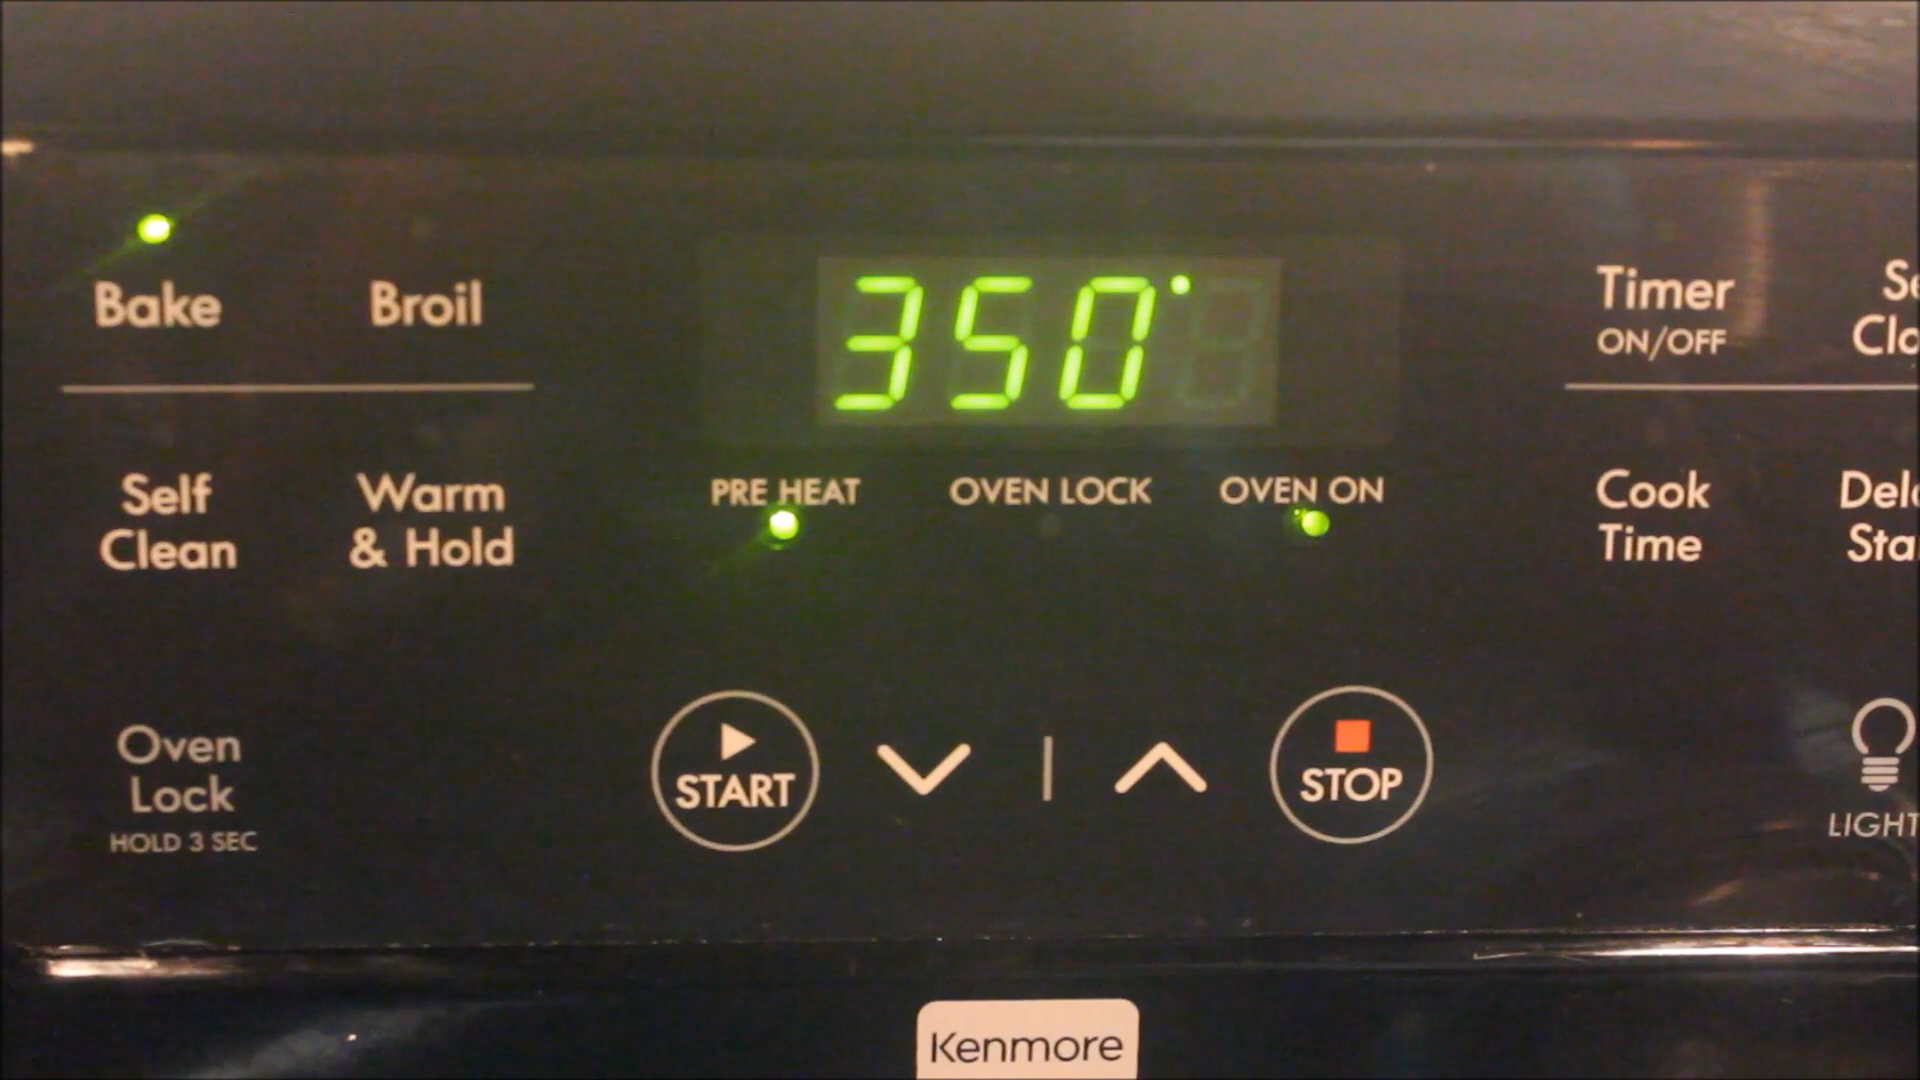 Bake
Broil
350°
Timer
ON/OFF
Self
Clean
Warm
& Hold
PRE HEAT
OVEN LOCK
OVEN ON
Cook
Time
Oven
Lock
HOLD 3 SEC
START
STOP
LIGHT
Kenmore